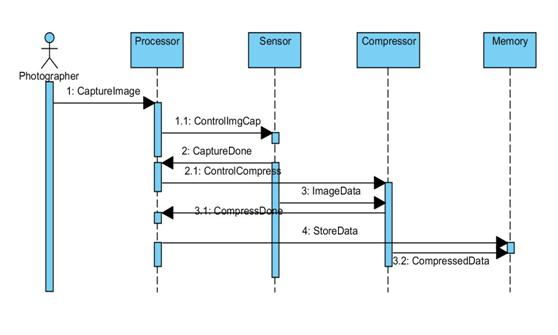 Processor
Sensor
Compressor
Memory
Photographer
1: CaptureImage
1.1: ControlImgCap
2: CaptureDone
2.1: ControlCompress
3: ImageData
3.1: CompressDone
4: StoreData
3.2: CompressedData